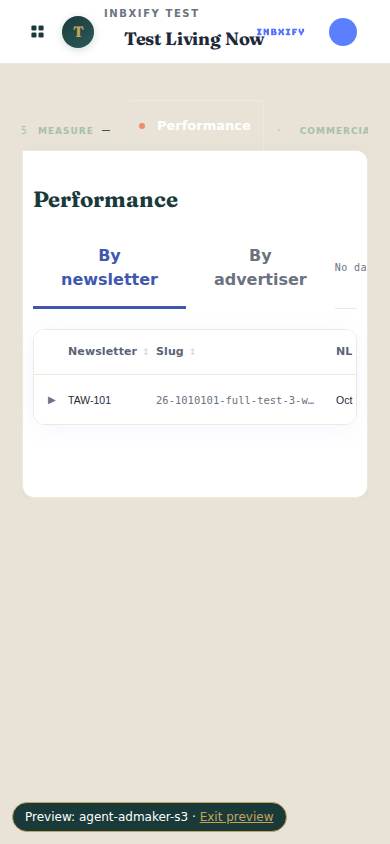 INBXIFY TEST
T
Test Living Now
INBXIFY
5 MEASURE — Performance · COMMERCIA
Performance
By newsletter
By advertiser
No da
Newsletter ↕ Slug ↕ NL
▶ TAW-101 26-1010101-full-test-3-w… Oct
Preview: agent-admaker-s3 · Exit preview